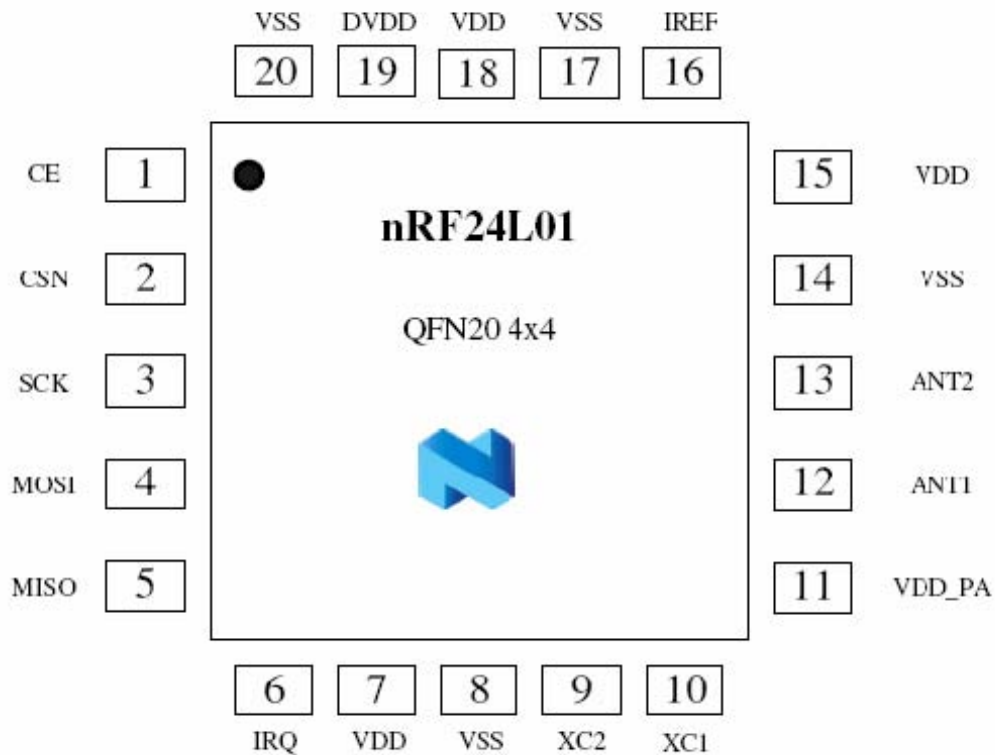 VSS DVDD VDD VSS IREF
20 19 18 17 16
CE 1 15 VDD
nRF24L01
CSN 2 14 VSS
QFN20 4x4
SCK 3 13 ANT2
MOSI 4 12 ANT1
MISO 5 11 VDD_PA
6 7 8 9 10
IRQ VDD VSS XC2 XC1